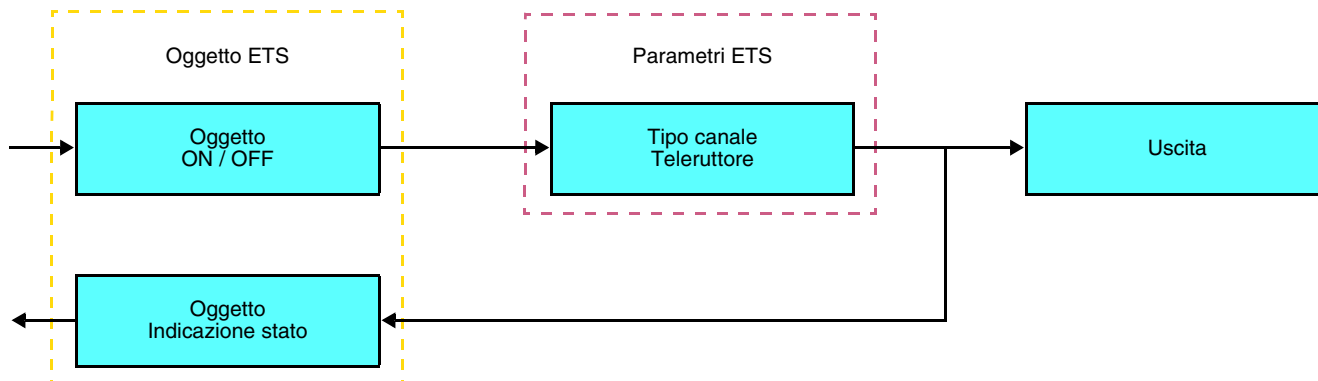 Oggetto ETS
Parametri ETS
Oggetto
ON / OFF
Tipo canale
Teleruttore
Uscita
Oggetto
Indicazione stato